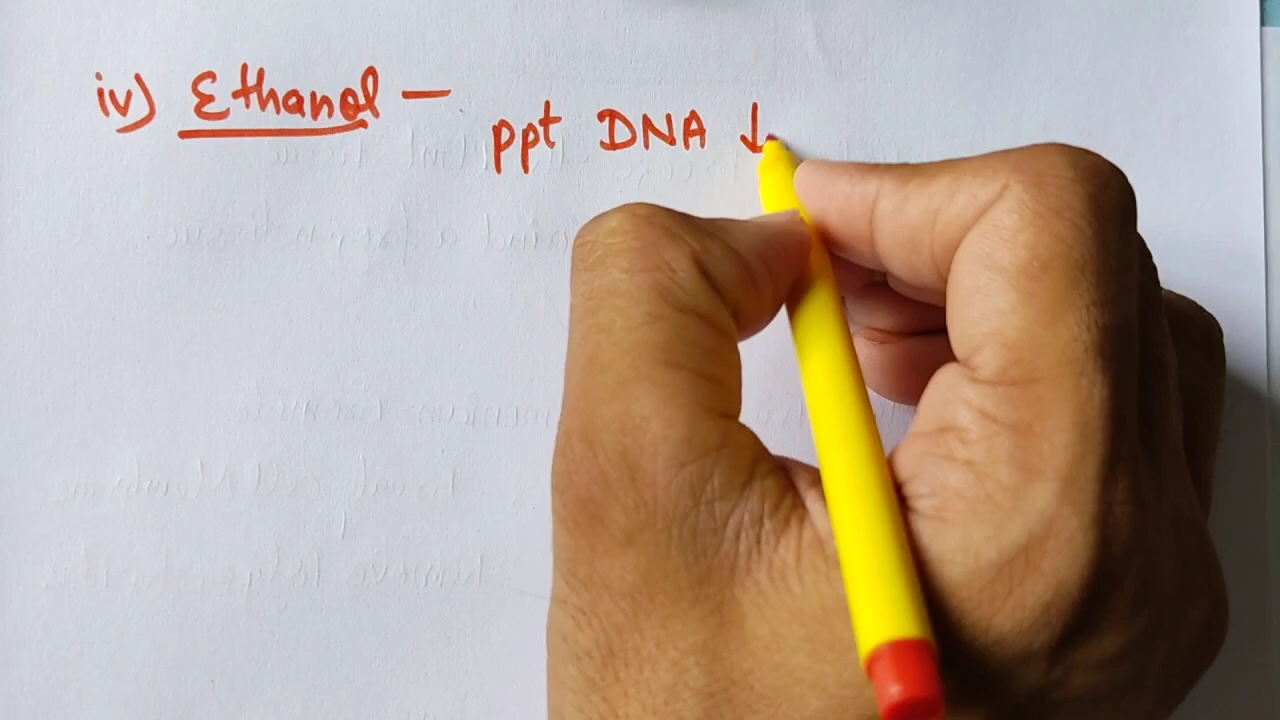 iv) Ethanol —
ppt DNA ↓